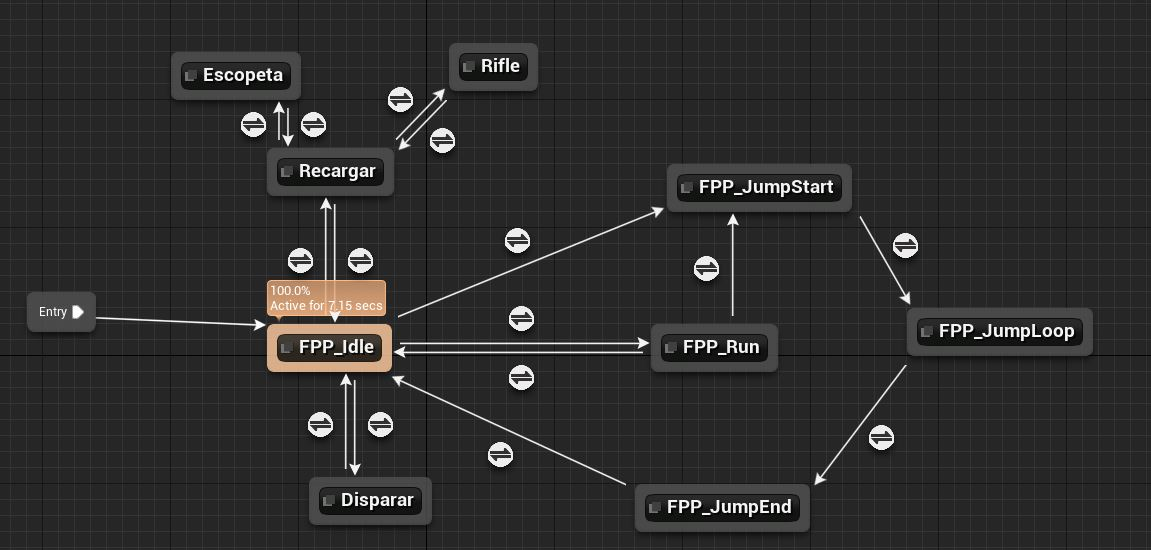 Escopeta
Rifle
Recargar
FPP_JumpStart
100.0%
Active for 7.15 secs
Entry
FPP_Idle
FPP_Run
FPP_JumpLoop
Disparar
FPP_JumpEnd